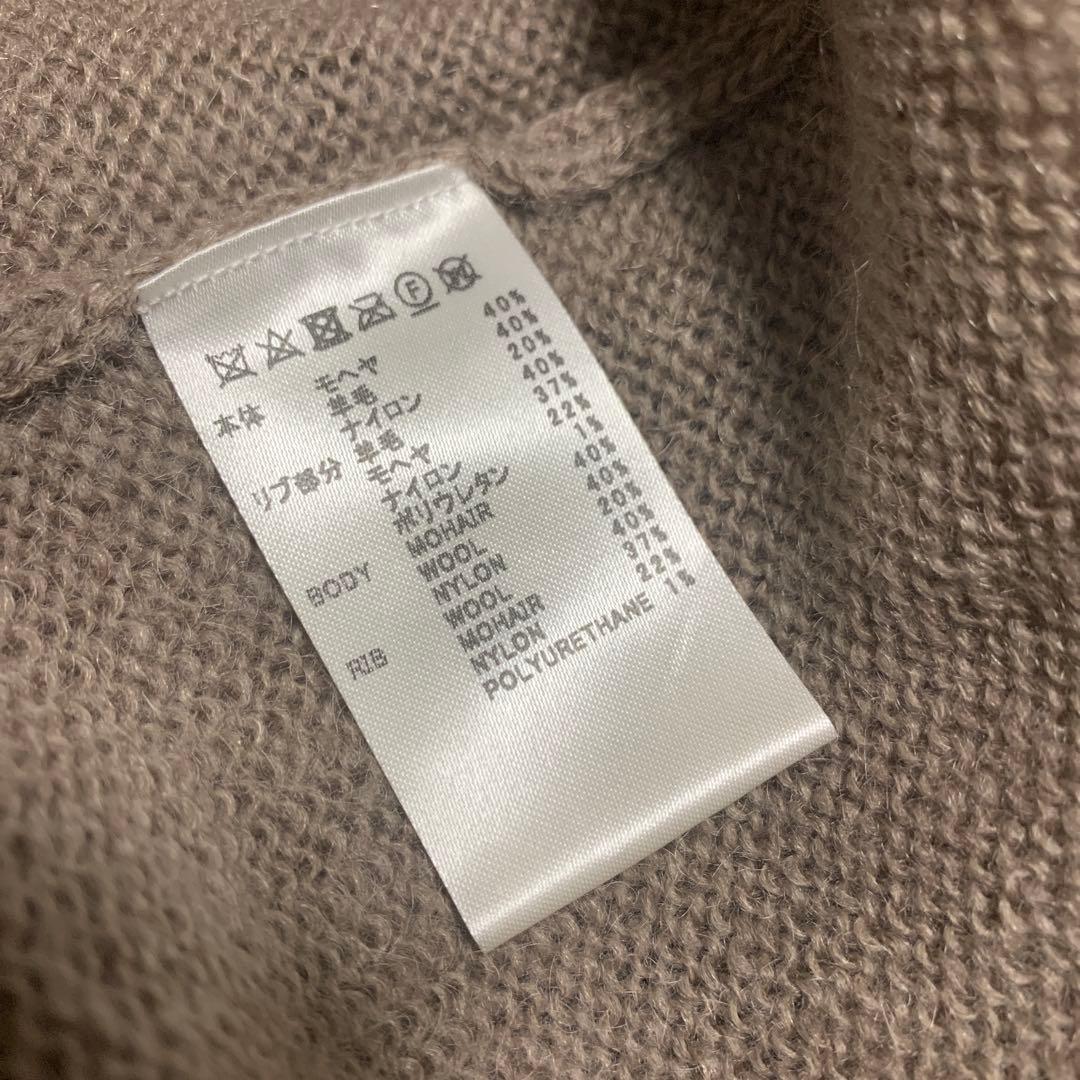 F
本体 モヘヤ 40%
羊毛 40%
ナイロン 20%
リブ部分 羊毛 40%
モヘヤ 37%
ナイロン 22%
ポリウレタン 1%
BODY MOHAIR 40%
WOOL 40%
NYLON 20%
RIB WOOL 40%
MOHAIR 37%
NYLON 22%
POLYURETHANE 1%